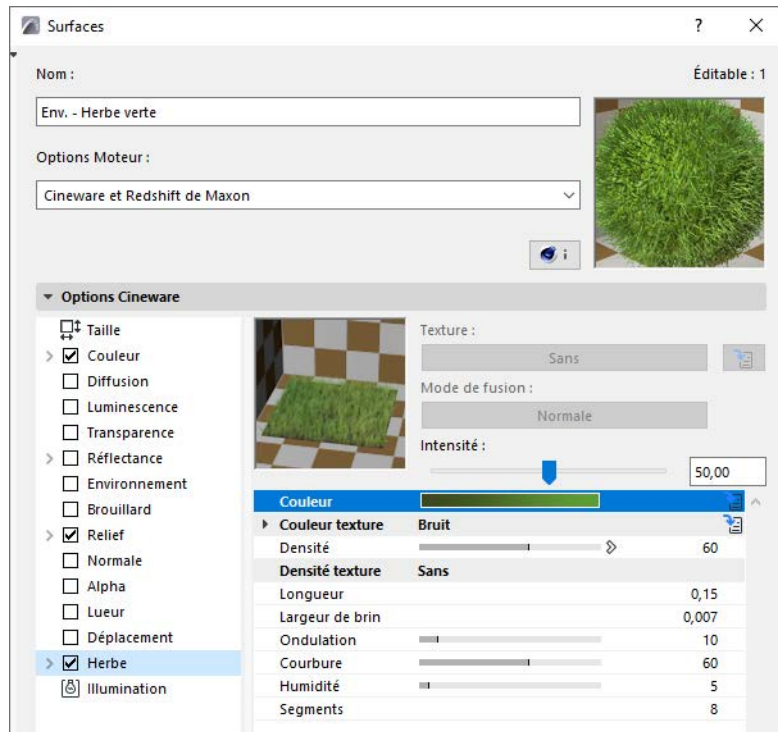 Surfaces ? ×
Nom :
Éditable : 1
Env. - Herbe verte
Options Moteur :
Cineware et Redshift de Maxon
i
Options Cineware
Taille
Couleur
Diffusion
Luminescence
Transparence
Réflectance
Environnement
Brouillard
Relief
Normale
Alpha
Lueur
Déplacement
Herbe
Illumination
Texture :
Sans
Mode de fusion :
Normale
Intensité :
50,00
Couleur
Couleur texture Bruit
Densité 60
Densité texture Sans
Longueur 0,15
Largeur de brin 0,007
Ondulation 10
Courbure 60
Humidité 5
Segments 8